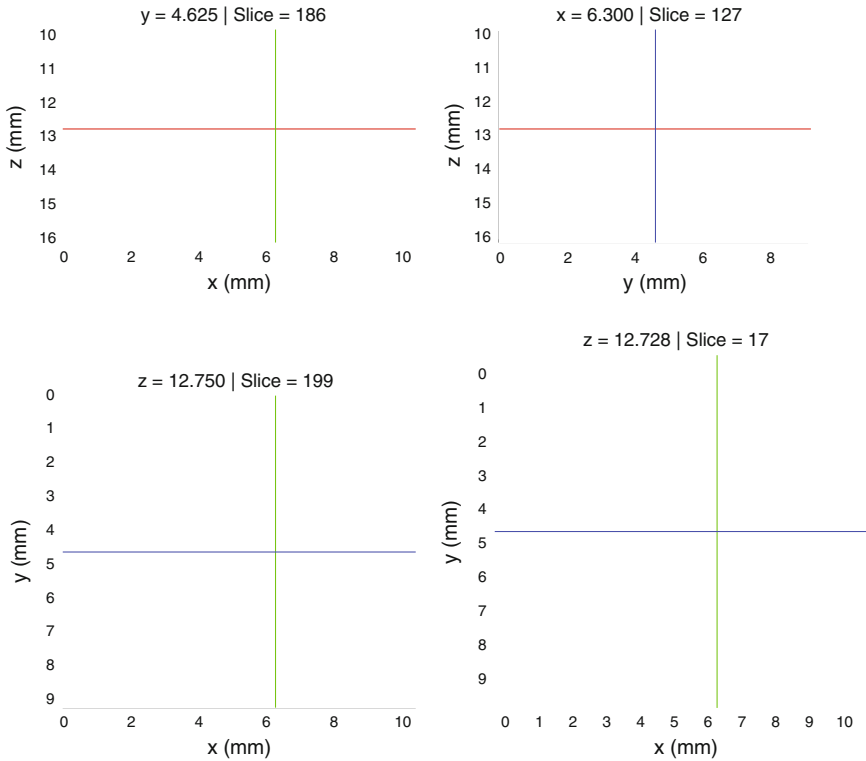 y = 4.625 | Slice = 186
10
11
12
13
14
15
16
z (mm)
0 2 4 6 8 10
x (mm)
x = 6.300 | Slice = 127
10
11
12
13
14
15
16
z (mm)
0 2 4 6 8
y (mm)
z = 12.750 | Slice = 199
0
1
2
3
4
5
6
7
8
9
y (mm)
0 2 4 6 8 10
x (mm)
z = 12.728 | Slice = 17
0
1
2
3
4
5
6
7
8
9
y (mm)
0 1 2 3 4 5 6 7 8 9 10
x (mm)